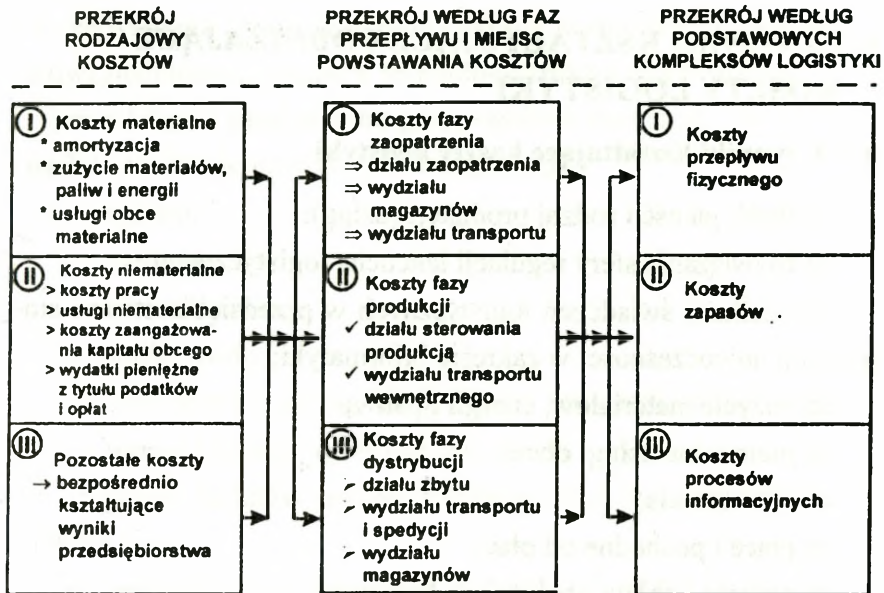 PRZEKRÓJ
RODZAJOWY
KOSZTÓW
PRZEKRÓJ WEDŁUG FAZ
PRZEPŁYWU I MIEJSC
POWSTAWANIA KOSZTÓW
PRZEKRÓJ WEDŁUG
PODSTAWOWYCH
KOMPLEKSÓW LOGISTYKI
I Koszty materialne
* amortyzacja
* zużycie materiałów,
paliw i energii
* usługi obce
materialne
II Koszty niematerialne
> koszty pracy
> usługi niematerialne
> koszty zaangażowa-
nia kapitału obcego
> wydatki pieniężne
z tytułu podatków
i opłat
III
Pozostałe koszty
→ bezpośrednio
kształtujące
wyniki
przedsiębiorstwa
I Koszty fazy
zaopatrzenia
⇒ działu zaopatrzenia
⇒ wydziału
magazynów
⇒ wydziału transportu
II Koszty fazy
produkcji
✓ działu sterowania
produkcją
✓ wydziału transportu
wewnętrznego
III Koszty fazy
dystrybucji
➢ działu zbytu
➢ wydziału transportu
i spedycji
➢ wydziału
magazynów
I
Koszty
przepływu
fizycznego
II
Koszty
zapasów
III
Koszty
procesów
informacyjnych